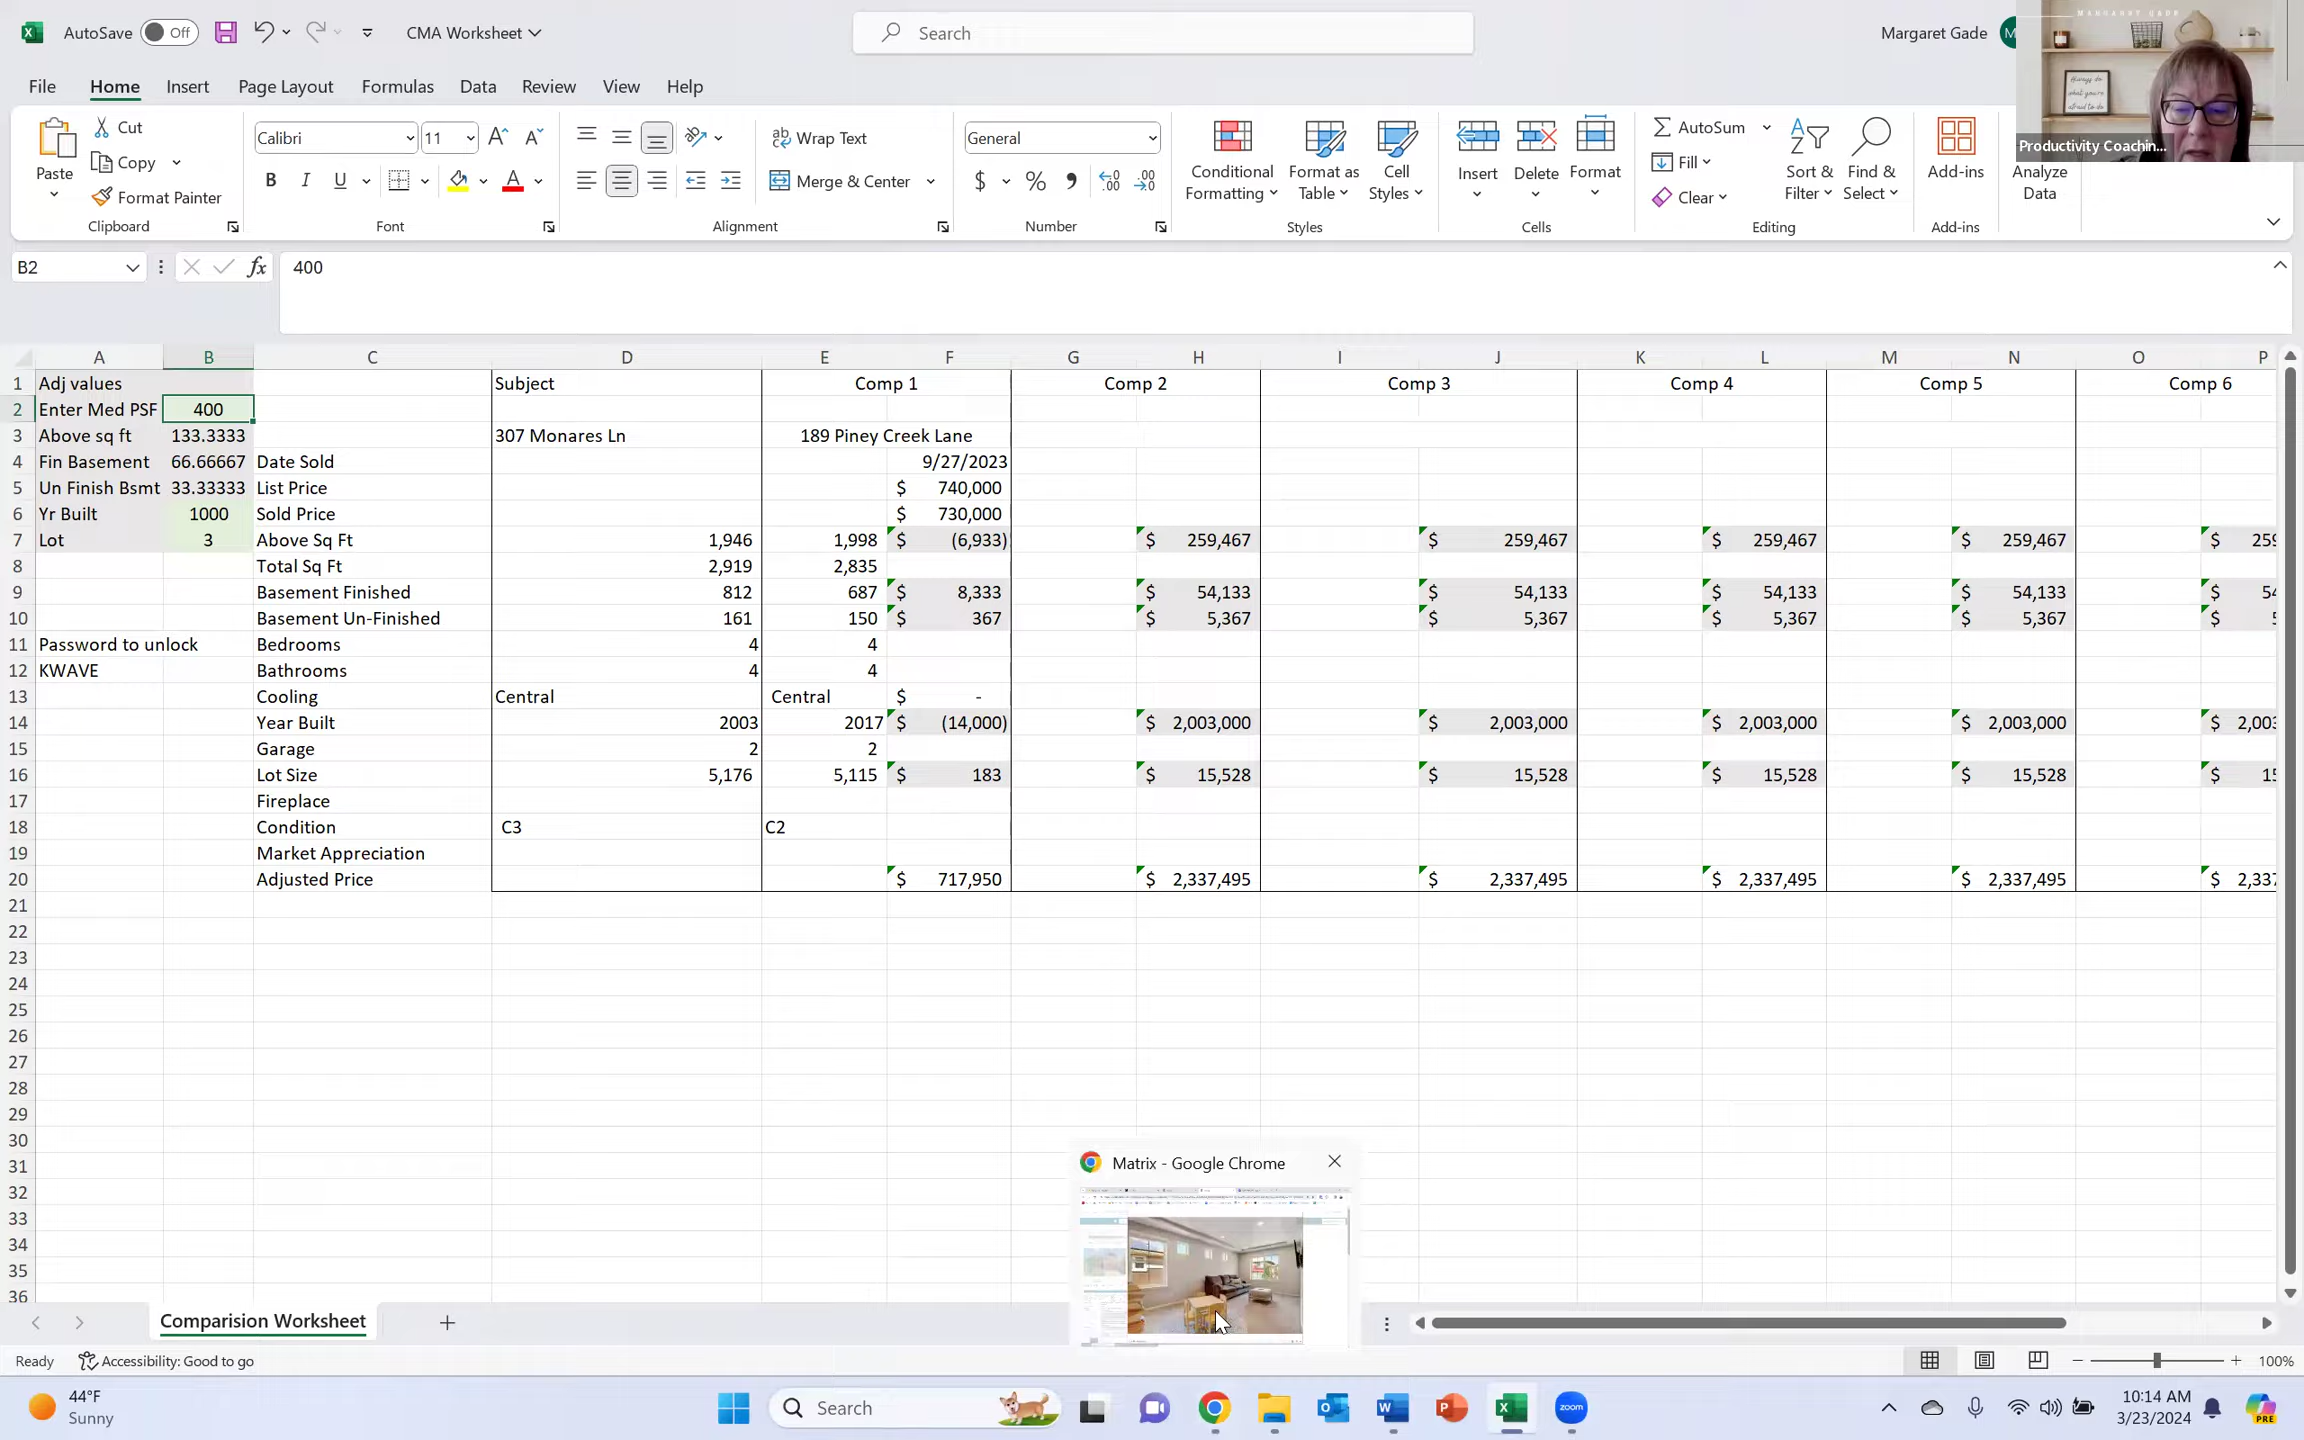 AutoSave Off CMA Worksheet Search Margaret Gade
File Home Insert Page Layout Formulas Data Review View Help
MARGARET GADE
Always do what you're afraid to do
Productivity Coachin...
Paste Cut Copy Format Painter Clipboard
Calibri 11 B I U Font
Wrap Text Merge & Center Alignment
General $ % Number
Conditional Formatting Format as Table Cell Styles Styles
Insert Delete Format Cells
AutoSum Fill Clear Sort & Filter Find & Select Editing
Add-ins Add-ins
Analyze Data
B2 fx 400
A B C D E F G H I J K L M N O P
1 Adj values Subject Comp 1 Comp 2 Comp 3 Comp 4 Comp 5 Comp 6
2 Enter Med PSF 400
3 Above sq ft 133.3333 307 Monares Ln 189 Piney Creek Lane
4 Fin Basement 66.66667 Date Sold 9/27/2023
5 Un Finish Bsmt 33.33333 List Price $ 740,000
6 Yr Built 1000 Sold Price $ 730,000
7 Lot 3 Above Sq Ft 1,946 1,998 $ (6,933) $ 259,467 $ 259,467 $ 259,467 $ 259,467 $ 259
8 Total Sq Ft 2,919 2,835
9 Basement Finished 812 687 $ 8,333 $ 54,133 $ 54,133 $ 54,133 $ 54,133 $ 54
10 Basement Un-Finished 161 150 $ 367 $ 5,367 $ 5,367 $ 5,367 $ 5,367 $ 5
11 Password to unlock Bedrooms 4 4
12 KWAVE Bathrooms 4 4
13 Cooling Central Central $ -
14 Year Built 2003 2017 $ (14,000) $ 2,003,000 $ 2,003,000 $ 2,003,000 $ 2,003,000 $ 2,003
15 Garage 2 2
16 Lot Size 5,176 5,115 $ 183 $ 15,528 $ 15,528 $ 15,528 $ 15,528 $ 15
17 Fireplace
18 Condition C3 C2
19 Market Appreciation
20 Adjusted Price $ 717,950 $ 2,337,495 $ 2,337,495 $ 2,337,495 $ 2,337,495 $ 2,337
21
22
23
24
25
26
27
28
29
30
31
32
33
34
35
36
Matrix - Google Chrome
Comparision Worksheet
Ready Accessibility: Good to go 100%
44°F
Sunny
Search
zoom
PRE
10:14 AM
3/23/2024